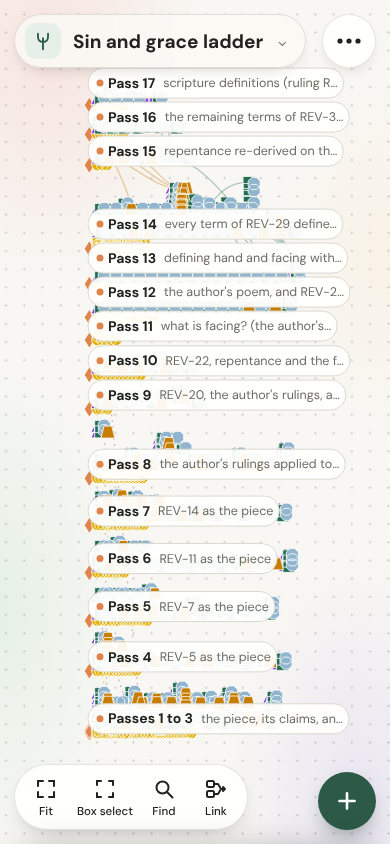 Sin and grace ladder
Pass 17 scripture definitions (ruling R...
Pass 16 the remaining terms of REV-3...
Pass 15 repentance re-derived on th...
Pass 14 every term of REV-29 define...
Pass 13 defining hand and facing with...
Pass 12 the author's poem, and REV-2...
Pass 11 what is facing? (the author's...
Pass 10 REV-22, repentance and the f...
Pass 9 REV-20, the author's rulings, a...
Pass 8 the author's rulings applied to...
Pass 7 REV-14 as the piece
Pass 6 REV-11 as the piece
Pass 5 REV-7 as the piece
Pass 4 REV-5 as the piece
Passes 1 to 3 the piece, its claims, an...
Fit Box select Find Link